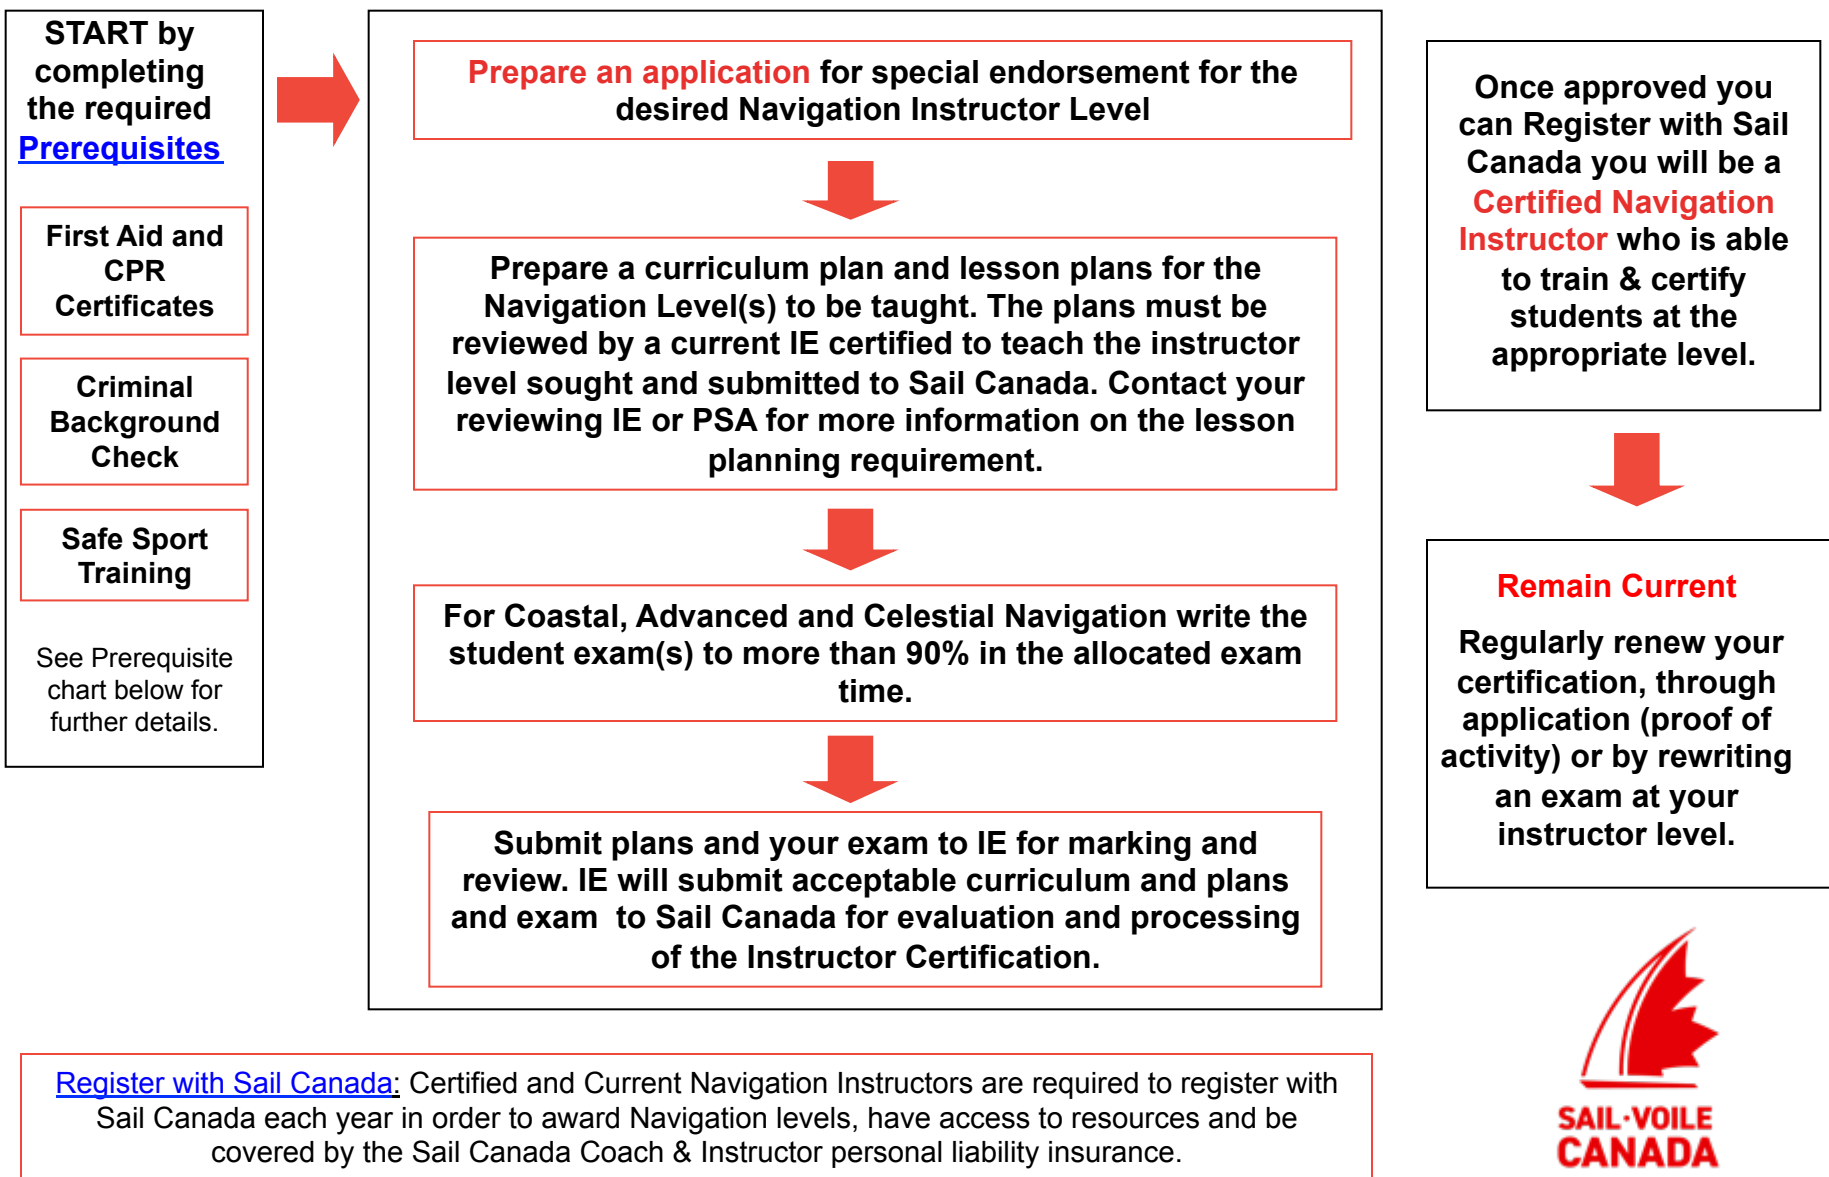 START by
completing
the required
Prerequisites
First Aid and
CPR
Certificates
Criminal
Background
Check
Safe Sport
Training
See Prerequisite
chart below for
further details.
Prepare an application for special endorsement for the
desired Navigation Instructor Level
Prepare a curriculum plan and lesson plans for the
Navigation Level(s) to be taught. The plans must be
reviewed by a current IE certified to teach the instructor
level sought and submitted to Sail Canada. Contact your
reviewing IE or PSA for more information on the lesson
planning requirement.
For Coastal, Advanced and Celestial Navigation write the
student exam(s) to more than 90% in the allocated exam
time.
Submit plans and your exam to IE for marking and
review. IE will submit acceptable curriculum and plans
and exam  to Sail Canada for evaluation and processing
of the Instructor Certification.
Once approved you
can Register with Sail
Canada you will be a
Certified Navigation
Instructor who is able
to train & certify
students at the
appropriate level.
Remain Current
Regularly renew your
certification, through
application (proof of
activity) or by rewriting
an exam at your
instructor level.
Register with Sail Canada: Certified and Current Navigation Instructors are required to register with
Sail Canada each year in order to award Navigation levels, have access to resources and be
covered by the Sail Canada Coach & Instructor personal liability insurance.
SAIL·VOILE
CANADA